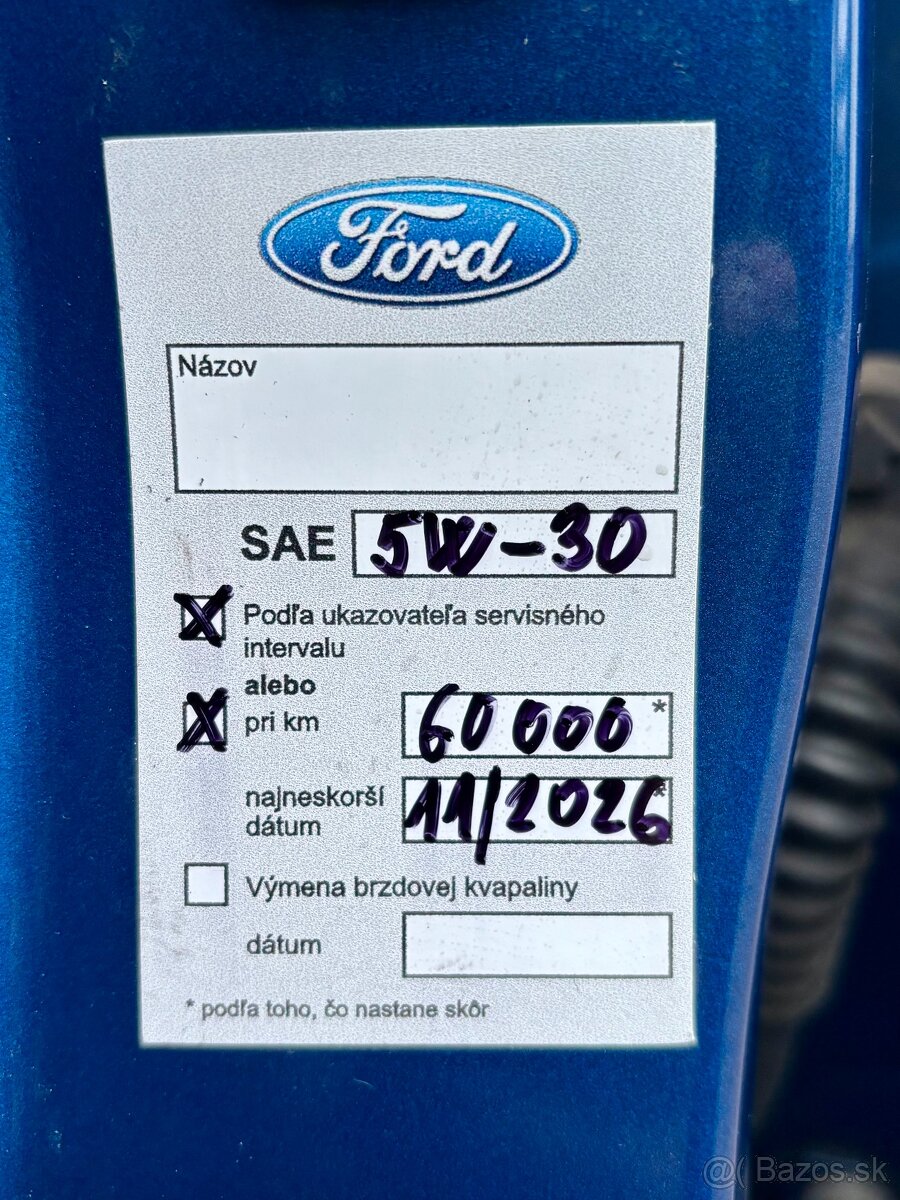 Ford
Názov
SAE 5W-30
X Podľa ukazovateľa servisného
intervalu
alebo
X pri km 60 000 *
najneskorší
dátum 11/2026 *
Výmena brzdovej kvapaliny
dátum
* podľa toho, čo nastane skôr
@( Bazos.sk